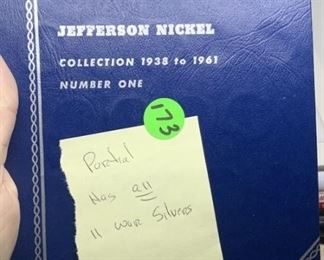 JEFFERSON NICKEL
COLLECTION 1938 to 1961
NUMBER ONE
173
Partial
Has all
11 war Silvers